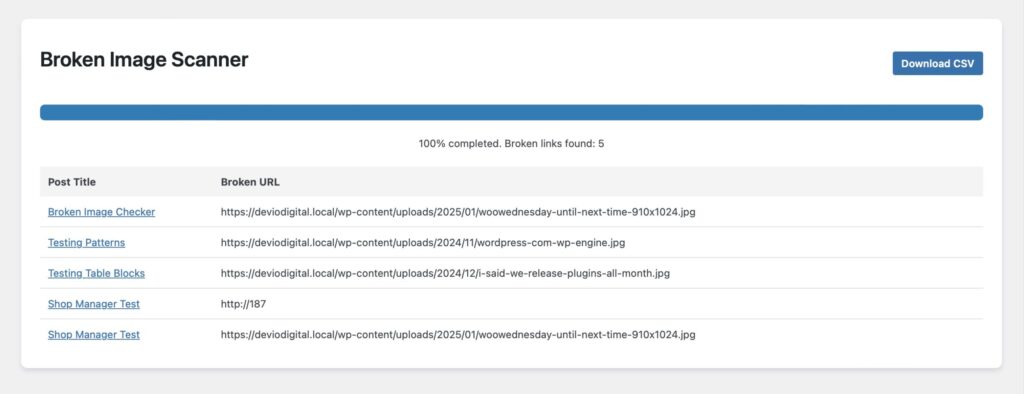 Broken Image Scanner
Download CSV
100% completed. Broken links found: 5
Post Title Broken URL
Broken Image Checker https://deviodigital.local/wp-content/uploads/2025/01/woowednesday-until-next-time-910x1024.jpg
Testing Patterns https://deviodigital.local/wp-content/uploads/2024/11/wordpress-com-wp-engine.jpg
Testing Table Blocks https://deviodigital.local/wp-content/uploads/2024/12/i-said-we-release-plugins-all-month.jpg
Shop Manager Test http://187
Shop Manager Test https://deviodigital.local/wp-content/uploads/2025/01/woowednesday-until-next-time-910x1024.jpg